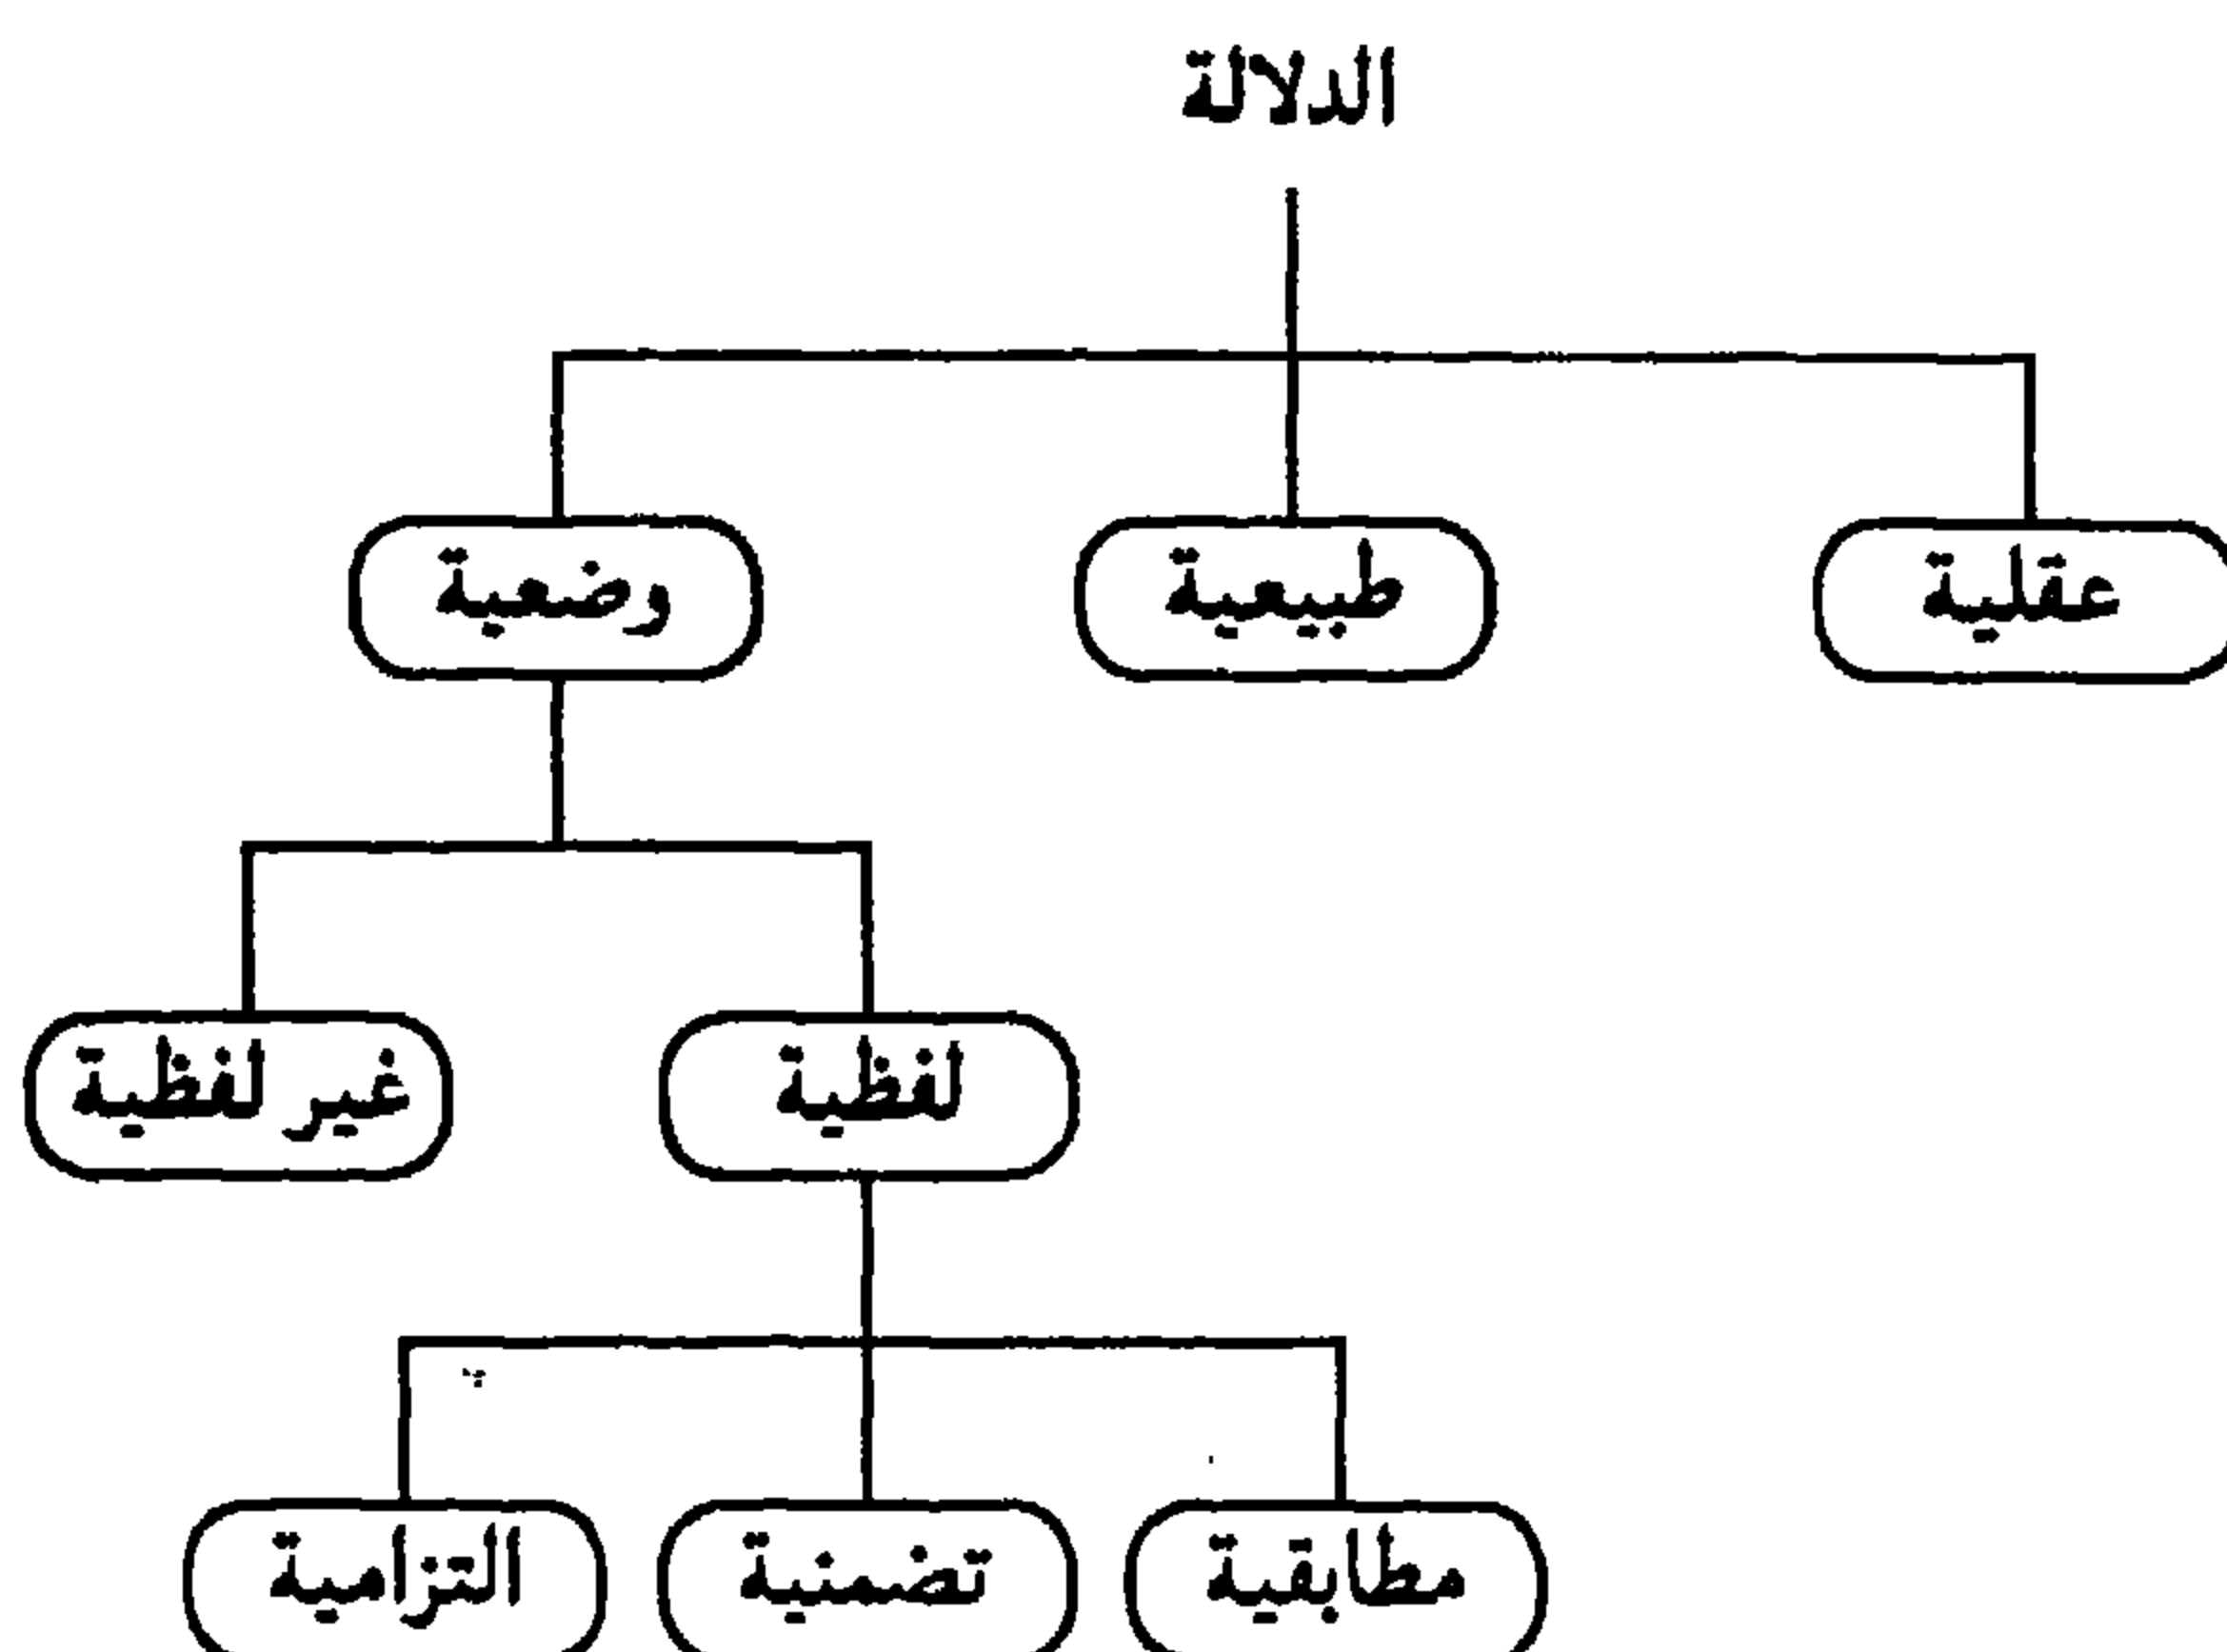 الدلالة
عقلية
طبيعية
وضعية
لفظية
غير لفظية
مطابقية
تضمنية
التزامية